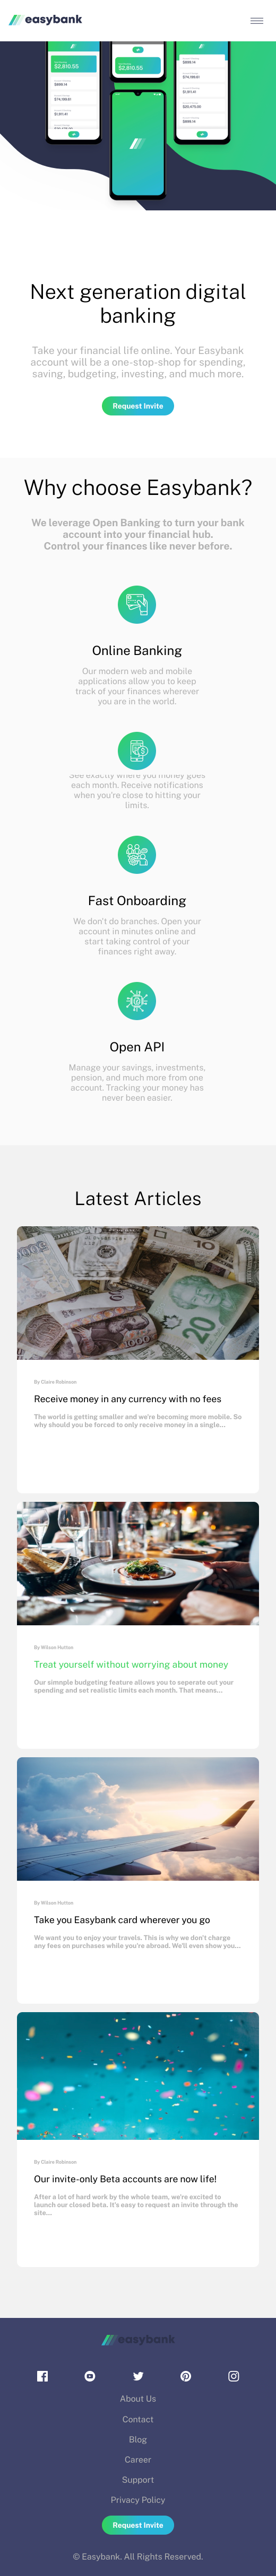 easybank
$2,810.55
$2,810.55
Next generation digital
banking
Take your financial life online. Your Easybank
account will be a one-stop-shop for spending,
saving, budgeting, investing, and much more.
Request Invite
Why choose Easybank?
We leverage Open Banking to turn your bank
account into your financial hub.
Control your finances like never before.
Online Banking
Our modern web and mobile
applications allow you to keep
track of your finances wherever
you are in the world.
See exactly where you money goes
each month. Receive notifications
when you're close to hitting your
limits.
Fast Onboarding
We don't do branches. Open your
account in minutes online and
start taking control of your
finances right away.
Open API
Manage your savings, investments,
pension, and much more from one
account. Tracking your money has
never been easier.
Latest Articles
By Claire Robinson
Receive money in any currency with no fees
The world is getting smaller and we're becoming more mobile. So
why should you be forced to only receive money in a single...
By Wilson Hutton
Treat yourself without worrying about money
Our simmple budgeting feature allows you to seperate out your
spending and set realistic limits each month. That means...
By Wilson Hutton
Take you Easybank card wherever you go
We want you to enjoy your travels. This is why we don't charge
any fees on purchases while you're abroad. We'll even show you...
By Claire Robinson
Our invite-only Beta accounts are now life!
After a lot of hard work by the whole team, we're excited to
launch our closed beta. It's easy to request an invite through the
site...
easybank
About Us
Contact
Blog
Career
Support
Privacy Policy
Request Invite
© Easybank. All Rights Reserved.